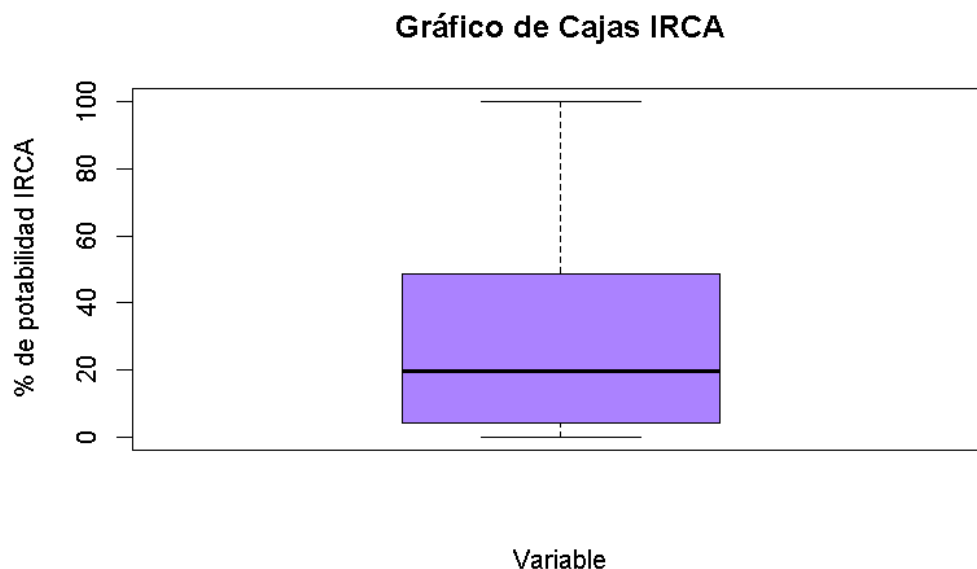 Gráfico de Cajas IRCA
% de potabilidad IRCA
100
80
60
40
20
0
Variable